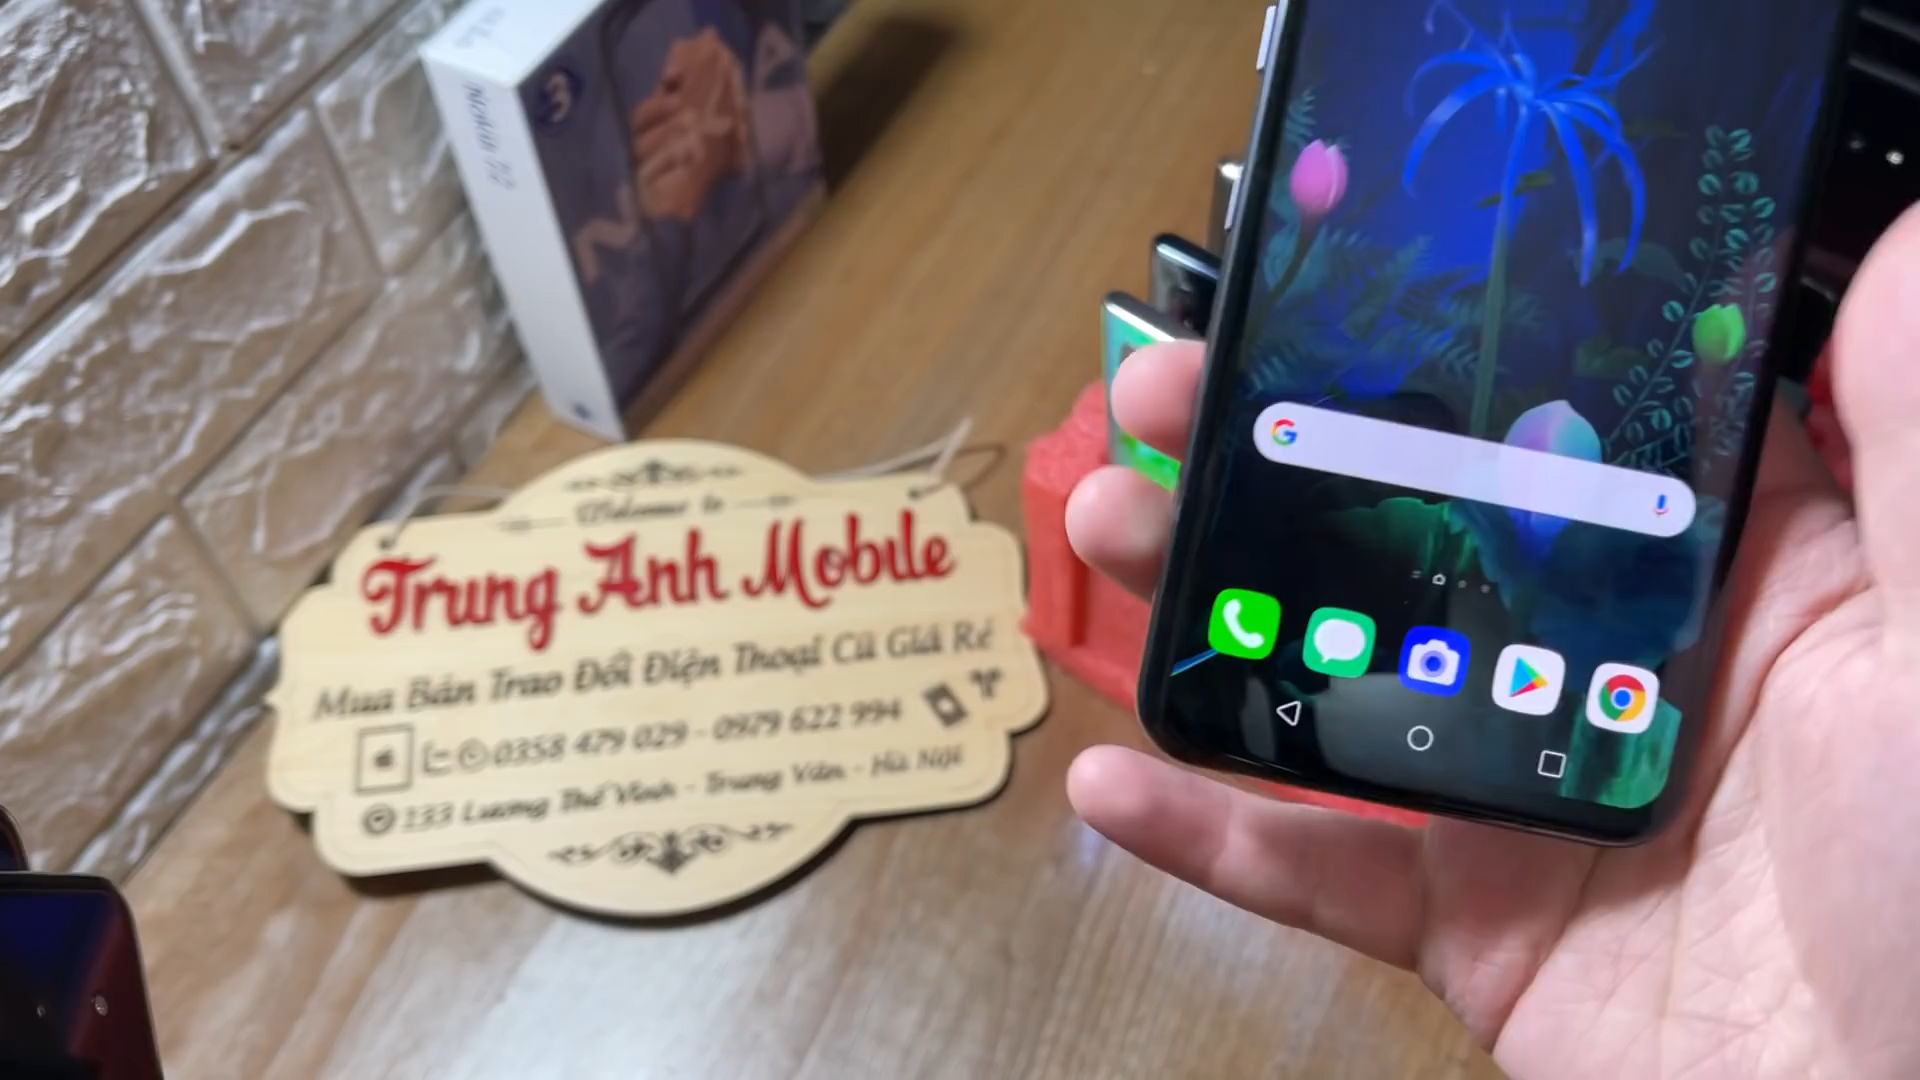 3
Welcome to
Trung Anh Mobile
Mua Bán Trao Đổi Điện Thoại Cũ Giá Rẻ
0358 479 029 - 0979 622 994
133 Lương Thế Vinh - Trung Văn - Hà Nội
G